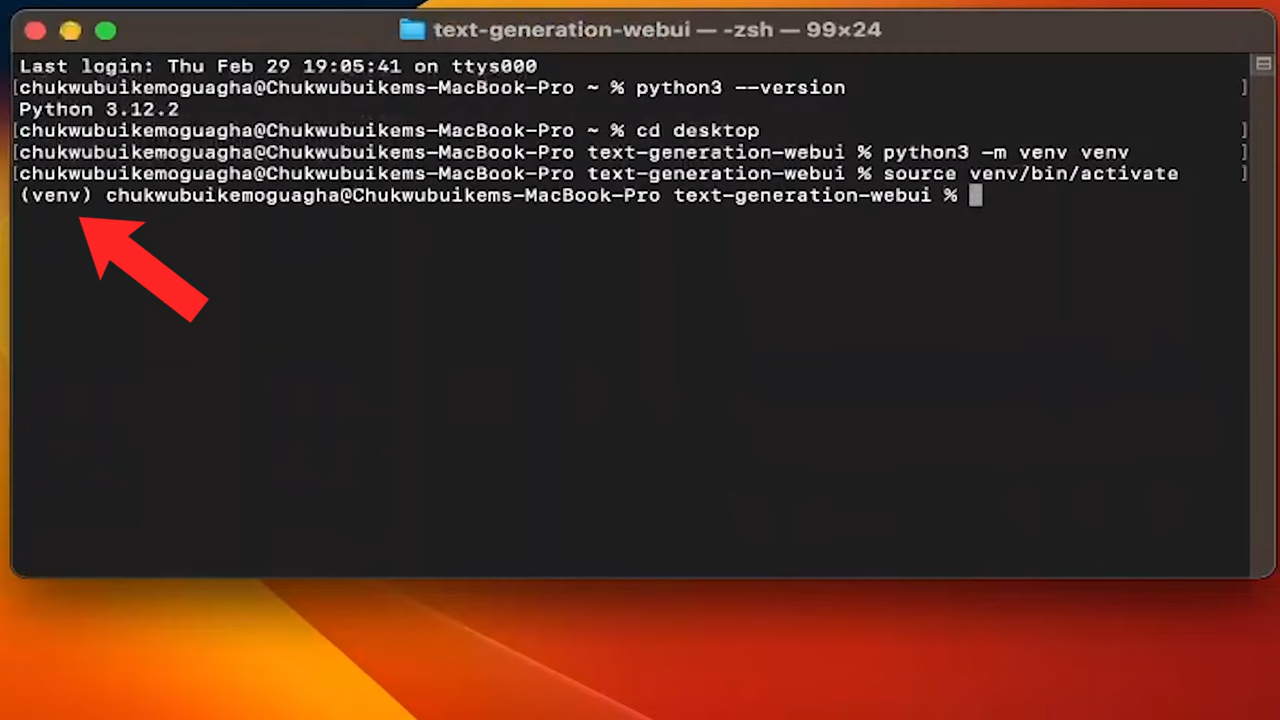 text-generation-webui — -zsh — 99×24
Last login: Thu Feb 29 19:05:41 on ttys000
[chukwubuikemoguagha@Chukwubuikems-MacBook-Pro ~ % python3 --version ]
Python 3.12.2
[chukwubuikemoguagha@Chukwubuikems-MacBook-Pro ~ % cd desktop ]
[chukwubuikemoguagha@Chukwubuikems-MacBook-Pro text-generation-webui % python3 -m venv venv ]
[chukwubuikemoguagha@Chukwubuikems-MacBook-Pro text-generation-webui % source venv/bin/activate ]
(venv) chukwubuikemoguagha@Chukwubuikems-MacBook-Pro text-generation-webui %